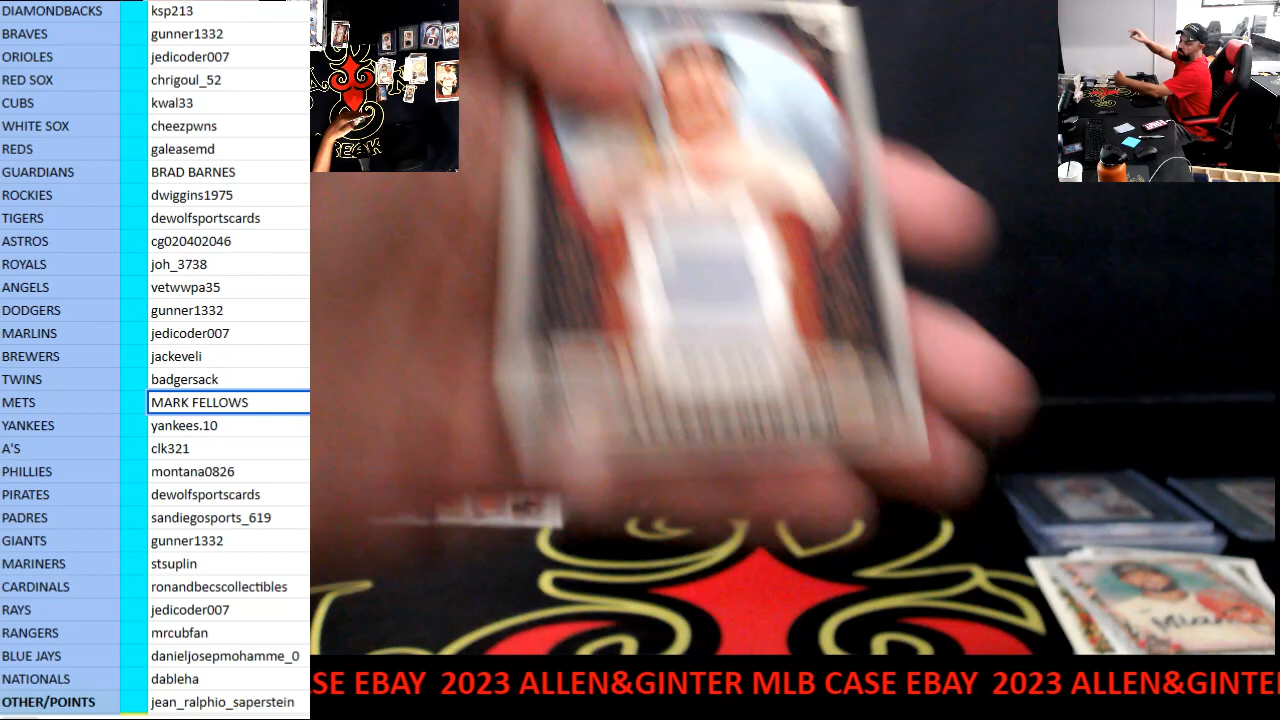 DIAMONDBACKS ksp213
BRAVES gunner1332
ORIOLES jedicoder007
RED SOX chrigoul_52
CUBS kwal33
WHITE SOX cheezpwns
REDS galeasemd
GUARDIANS BRAD BARNES
ROCKIES dwiggins1975
TIGERS dewolfsportscards
ASTROS cg020402046
ROYALS joh_3738
ANGELS vetwwpa35
DODGERS gunner1332
MARLINS jedicoder007
BREWERS jackeveli
TWINS badgersack
METS MARK FELLOWS
YANKEES yankees.10
A'S clk321
PHILLIES montana0826
PIRATES dewolfsportscards
PADRES sandiegosports_619
GIANTS gunner1332
MARINERS stsuplin
CARDINALS ronandbecscollectibles
RAYS jedicoder007
RANGERS mrcubfan
BLUE JAYS danieljosepmohamme_0
NATIONALS dableha
OTHER/POINTS jean_ralphio_saperstein
SE EBAY 2023 ALLEN&GINTER MLB CASE EBAY 2023 ALLEN&GINTE